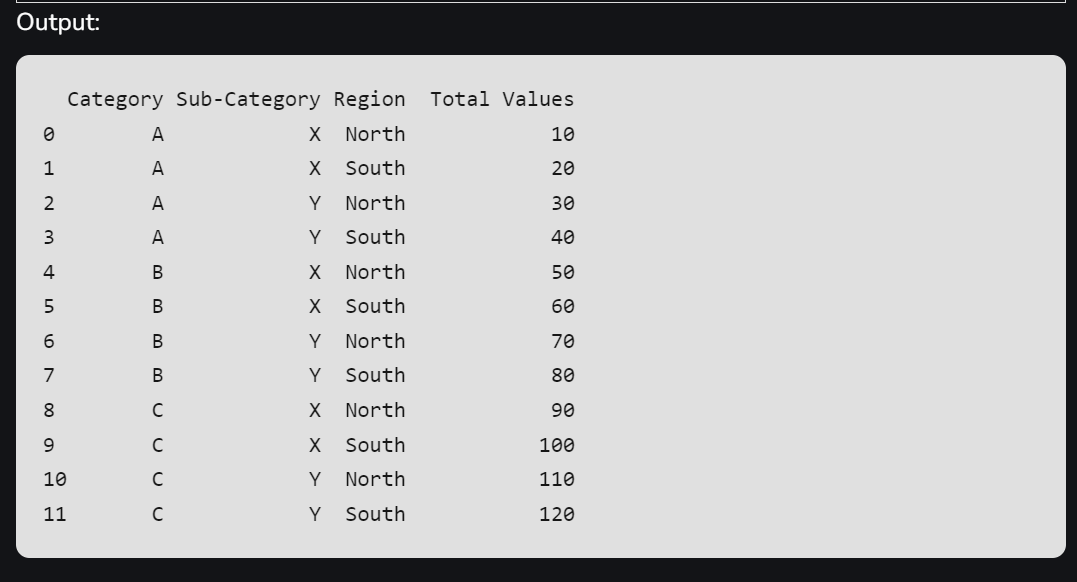 Output:
Category Sub-Category Region Total Values
0 A X North 10
1 A X South 20
2 A Y North 30
3 A Y South 40
4 B X North 50
5 B X South 60
6 B Y North 70
7 B Y South 80
8 C X North 90
9 C X South 100
10 C Y North 110
11 C Y South 120